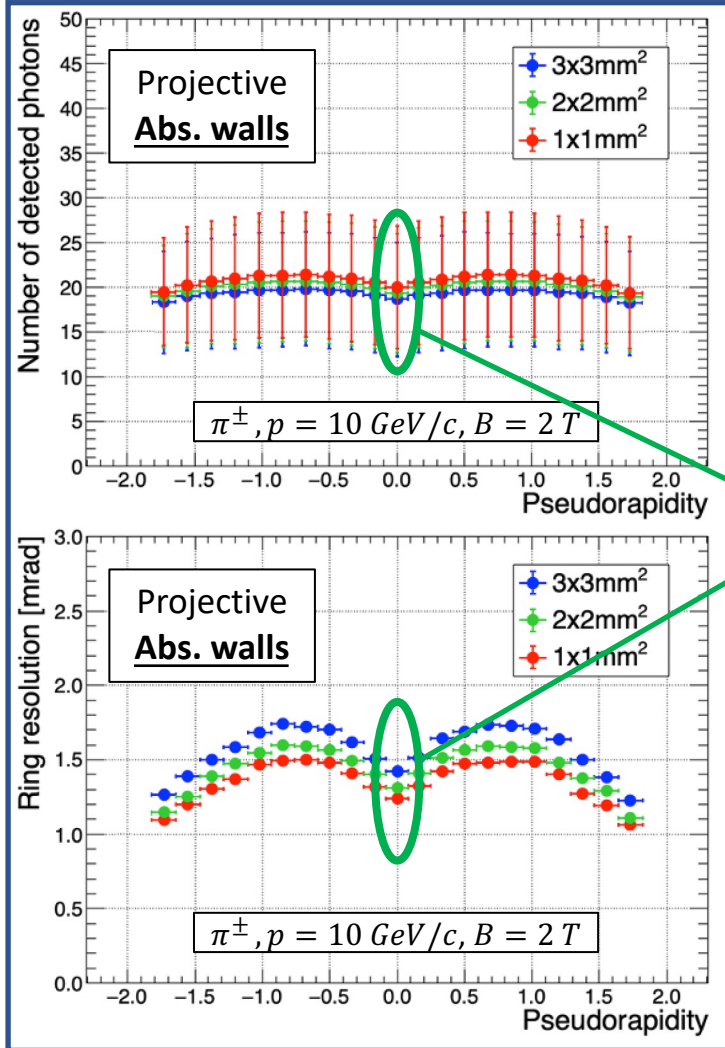 Number of detected photons
50
45
40
35
30
25
20
15
10
5
0
Projective
Abs. walls
3x3mm²
2x2mm²
1x1mm²
π±, p = 10 GeV/c, B = 2 T
−2.0 −1.5 −1.0 −0.5 0.0 0.5 1.0 1.5 2.0
Pseudorapidity
Ring resolution [mrad]
3.0
2.5
2.0
1.5
1.0
0.5
0.0
Projective
Abs. walls
3x3mm²
2x2mm²
1x1mm²
π±, p = 10 GeV/c, B = 2 T
−2.0 −1.5 −1.0 −0.5 0.0 0.5 1.0 1.5 2.0
Pseudorapidity